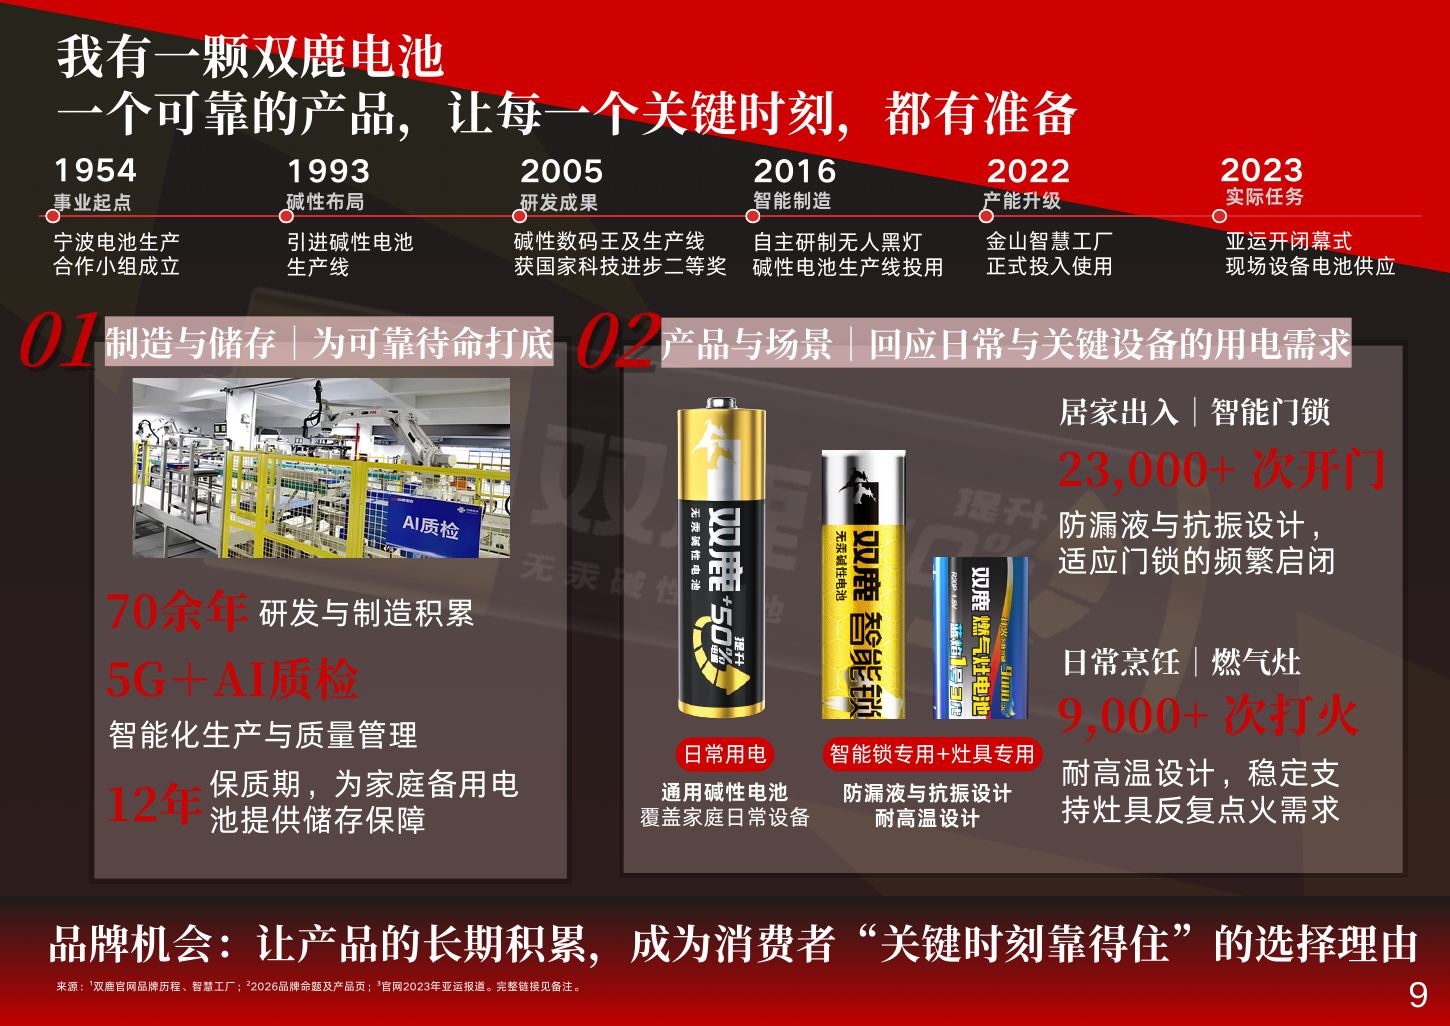 我有一颗双鹿电池
一个可靠的产品，让每一个关键时刻，都有准备
1954
事业起点
宁波电池生产
合作小组成立
1993
碱性布局
引进碱性电池
生产线
2005
研发成果
碱性数码王及生产线
获国家科技进步二等奖
2016
智能制造
自主研制无人黑灯
碱性电池生产线投用
2022
产能升级
金山智慧工厂
正式投入使用
2023
实际任务
亚运开闭幕式
现场设备电池供应
01 制造与储存｜为可靠待命打底
AI质检
70余年 研发与制造积累
5G＋AI质检
智能化生产与质量管理
12年 保质期，为家庭备用电
池提供储存保障
02 产品与场景｜回应日常与关键设备的用电需求
双鹿
无汞碱性电池
+50%
提升
电量
双鹿 智能锁
无汞碱性电池
双鹿 燃气灶电池
R20P 1.5V
日常用电
通用碱性电池
覆盖家庭日常设备
智能锁专用+灶具专用
防漏液与抗振设计
耐高温设计
居家出入｜智能门锁
23,000+ 次开门
防漏液与抗振设计，
适应门锁的频繁启闭
日常烹饪｜燃气灶
9,000+ 次打火
耐高温设计，稳定支
持灶具反复点火需求
品牌机会：让产品的长期积累，成为消费者“关键时刻靠得住”的选择理由
来源：¹双鹿官网品牌历程、智慧工厂；²2026品牌命题及产品页；³官网2023年亚运报道。完整链接见备注。
9